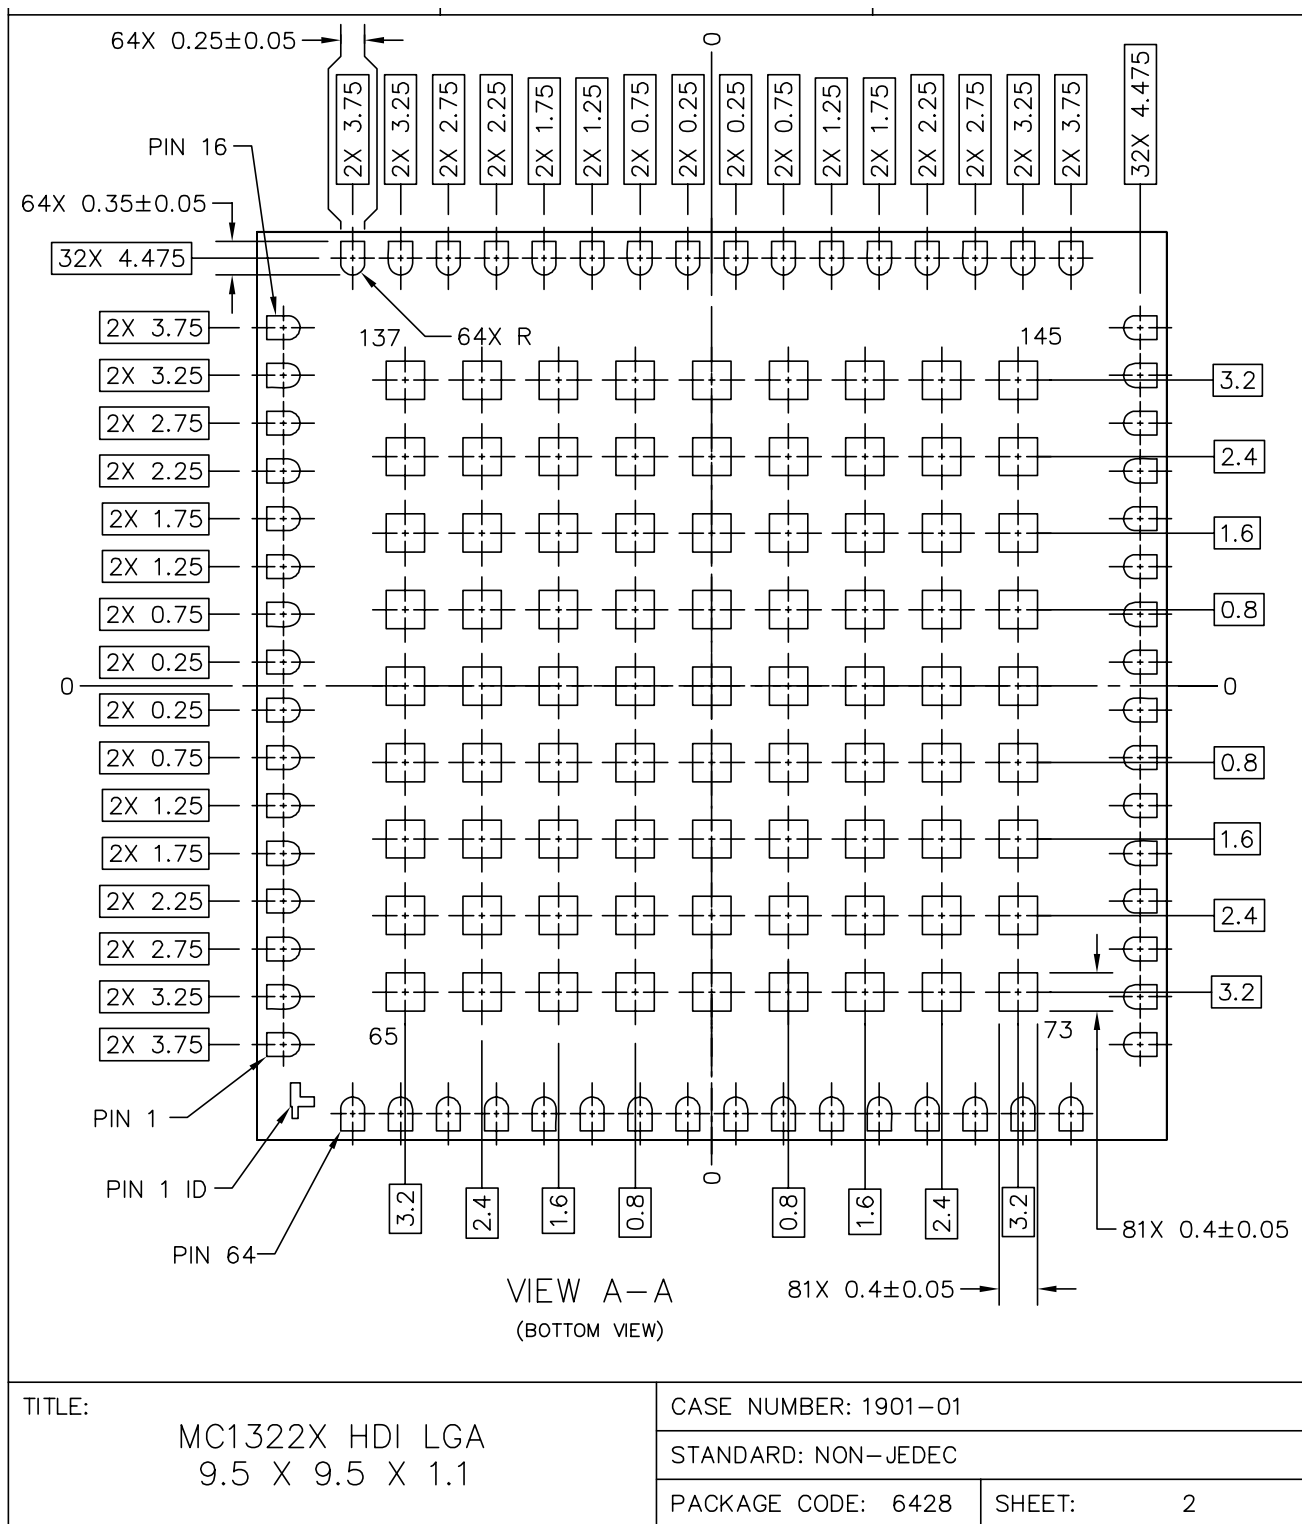 64X 0.25±0.05
0
2X 3.75
2X 3.25
2X 2.75
2X 2.25
2X 1.75
2X 1.25
2X 0.75
2X 0.25
2X 0.25
2X 0.75
2X 1.25
2X 1.75
2X 2.25
2X 2.75
2X 3.25
2X 3.75
32X 4.475
PIN 16
64X 0.35±0.05
32X 4.475
64X R
137
145
2X 3.75
2X 3.25
2X 2.75
2X 2.25
2X 1.75
2X 1.25
2X 0.75
2X 0.25
0
2X 0.25
2X 0.75
2X 1.25
2X 1.75
2X 2.25
2X 2.75
2X 3.25
2X 3.75
3.2
2.4
1.6
0.8
0
0.8
1.6
2.4
3.2
65
73
PIN 1
PIN 1 ID
PIN 64
3.2
2.4
1.6
0.8
0
0.8
1.6
2.4
3.2
81X 0.4±0.05
81X 0.4±0.05
VIEW A-A
(BOTTOM VIEW)
TITLE:
MC1322X HDI LGA
9.5 X 9.5 X 1.1
CASE NUMBER: 1901-01
STANDARD: NON-JEDEC
PACKAGE CODE: 6428
SHEET: 2